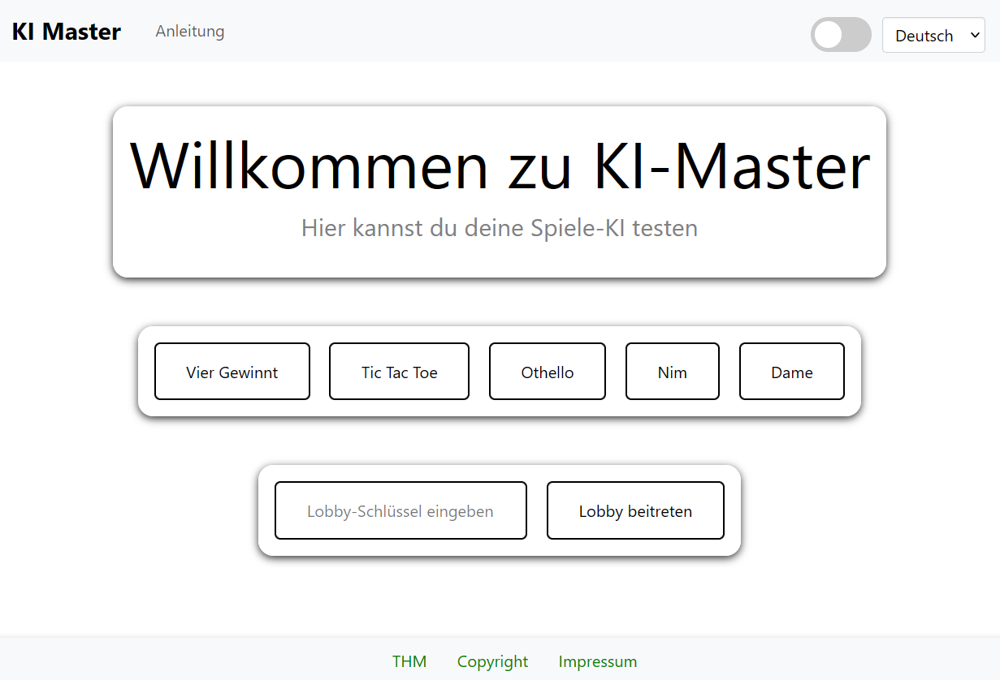 KI Master Anleitung Deutsch
Willkommen zu KI-Master
Hier kannst du deine Spiele-KI testen
Vier Gewinnt Tic Tac Toe Othello Nim Dame
Lobby-Schlüssel eingeben Lobby beitreten
THM Copyright Impressum